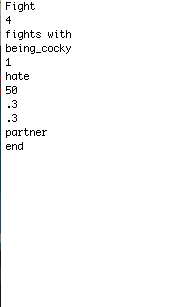 Fight
4
fights with
being_cocky
1
hate
50
.3
.3
partner
end